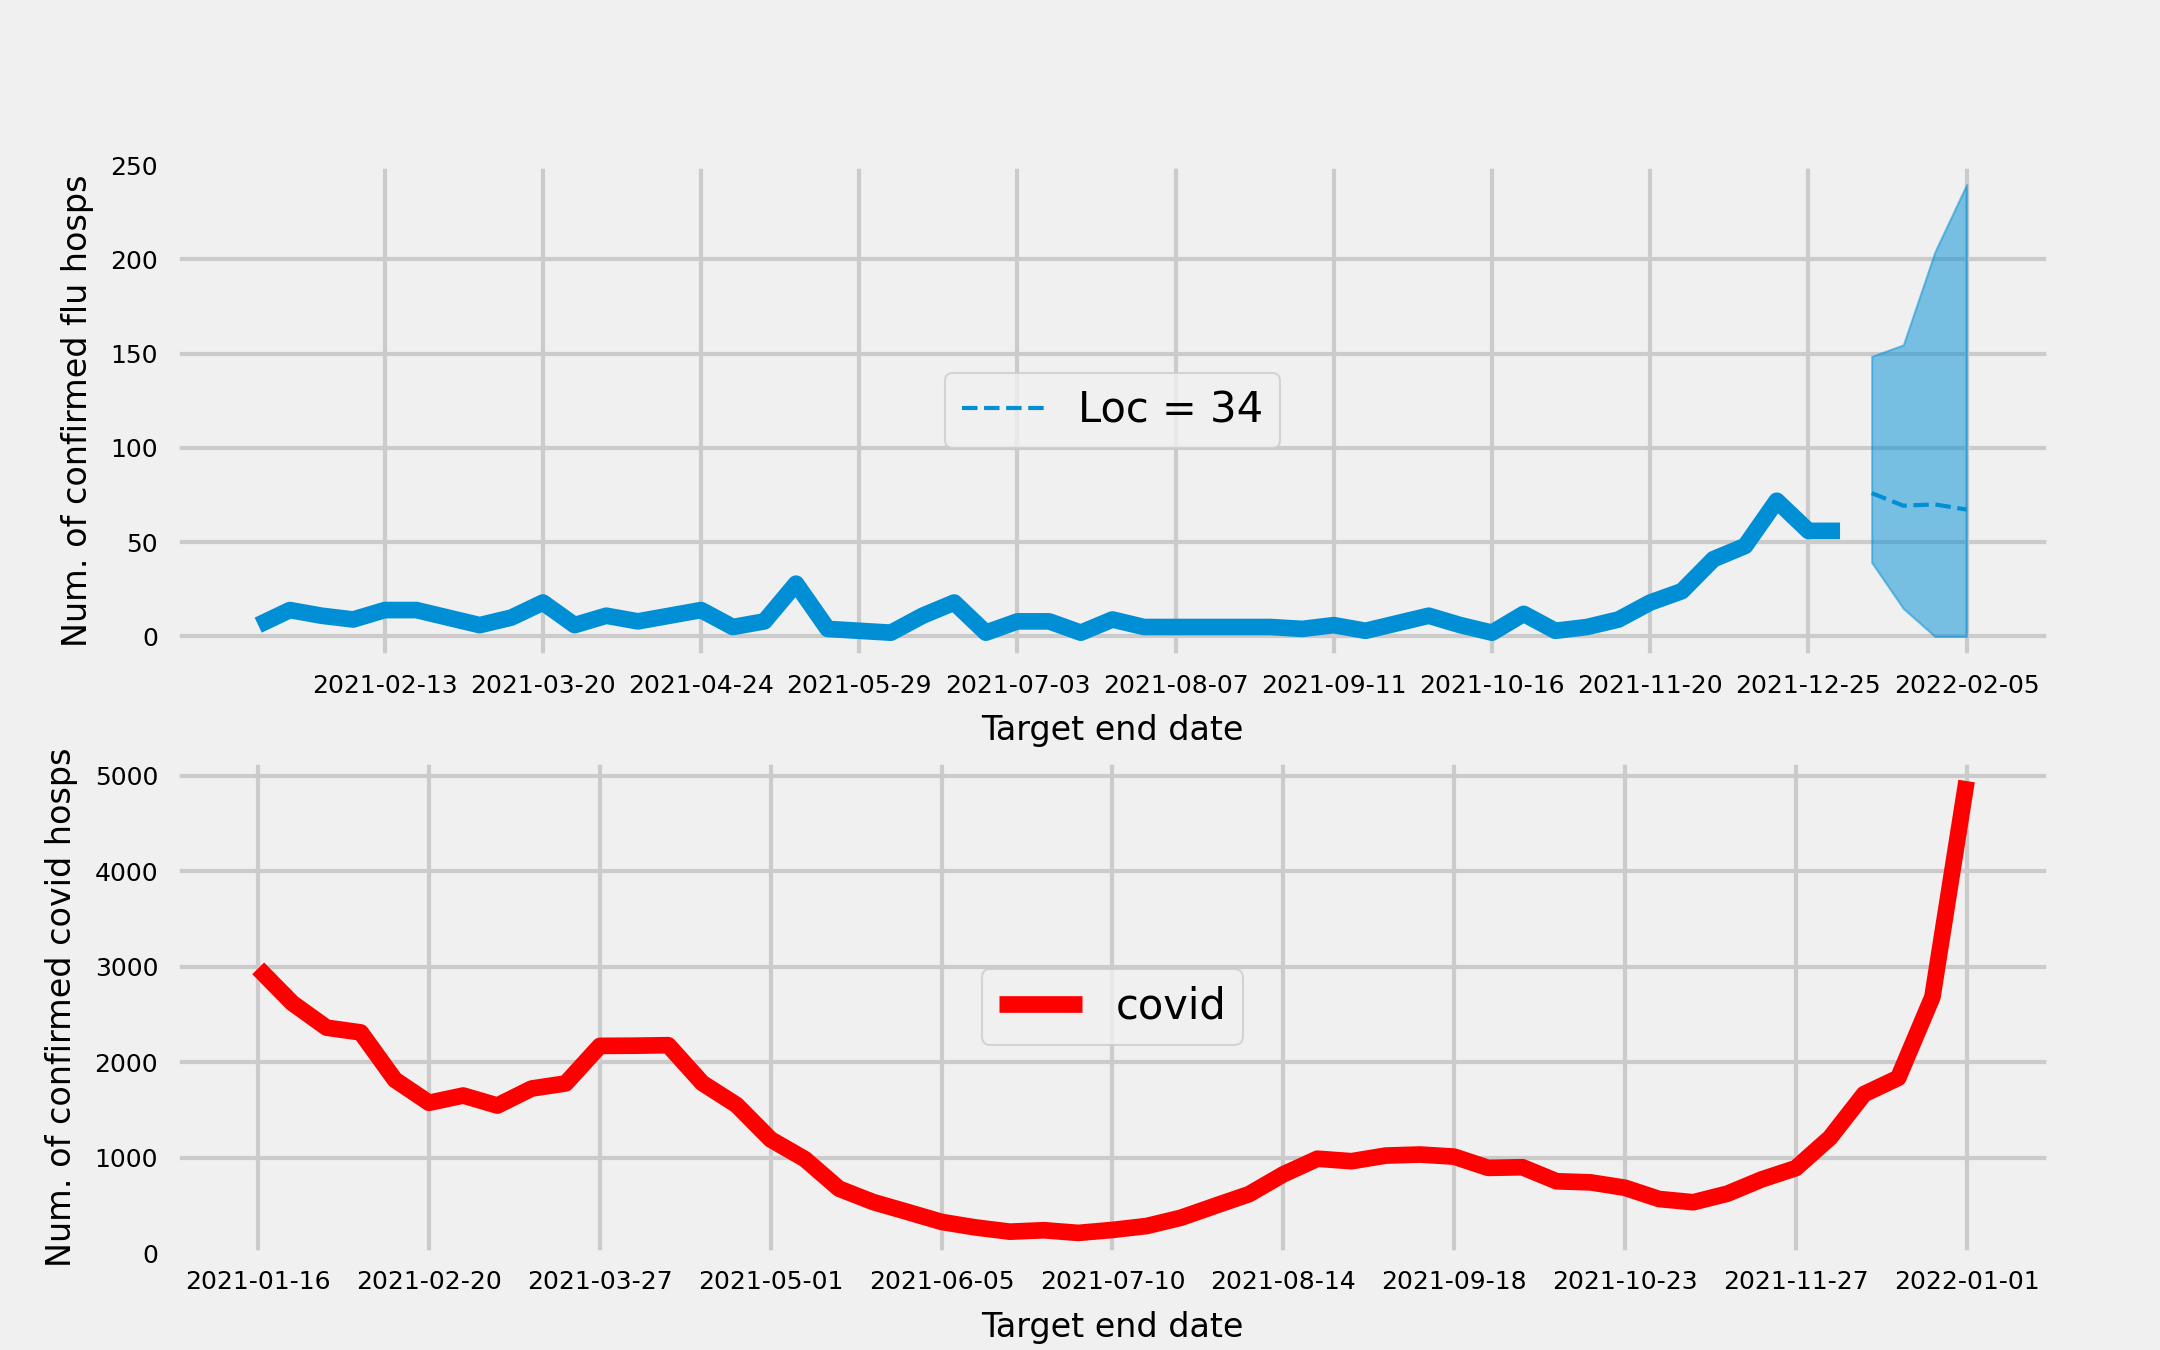 Num. of confirmed flu hosps
250
200
150
100
50
0
Loc = 34
2021-02-13 2021-03-20 2021-04-24 2021-05-29 2021-07-03 2021-08-07 2021-09-11 2021-10-16 2021-11-20 2021-12-25 2022-02-05
Target end date
Num. of confirmed covid hosps
5000
4000
3000
2000
1000
0
covid
2021-01-16 2021-02-20 2021-03-27 2021-05-01 2021-06-05 2021-07-10 2021-08-14 2021-09-18 2021-10-23 2021-11-27 2022-01-01
Target end date